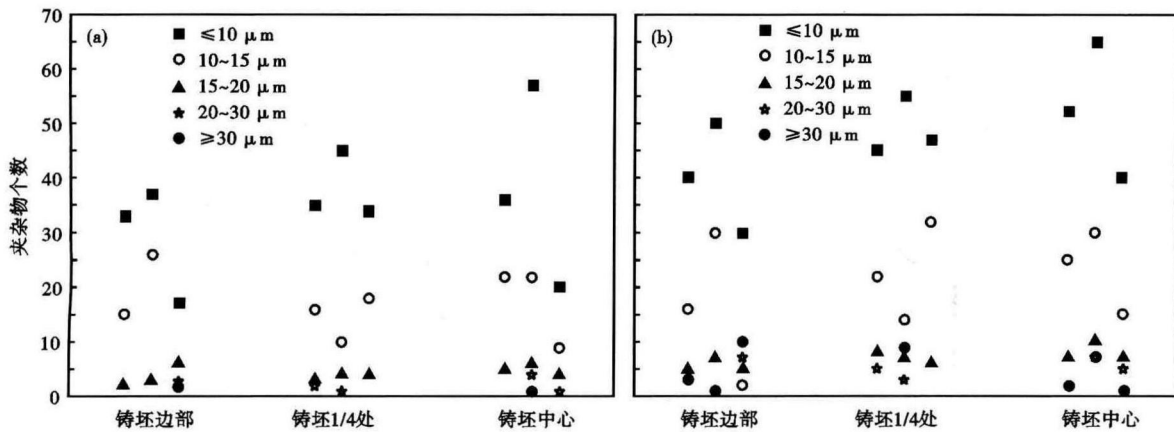 (a)
≤10 μm
10~15 μm
15~20 μm
20~30 μm
≥30 μm
70
60
50
40
30
20
10
0
夹杂物个数
铸坯边部 铸坯1/4处 铸坯中心
(b)
≤10 μm
10~15 μm
15~20 μm
20~30 μm
≥30 μm
铸坯边部 铸坯1/4处 铸坯中心